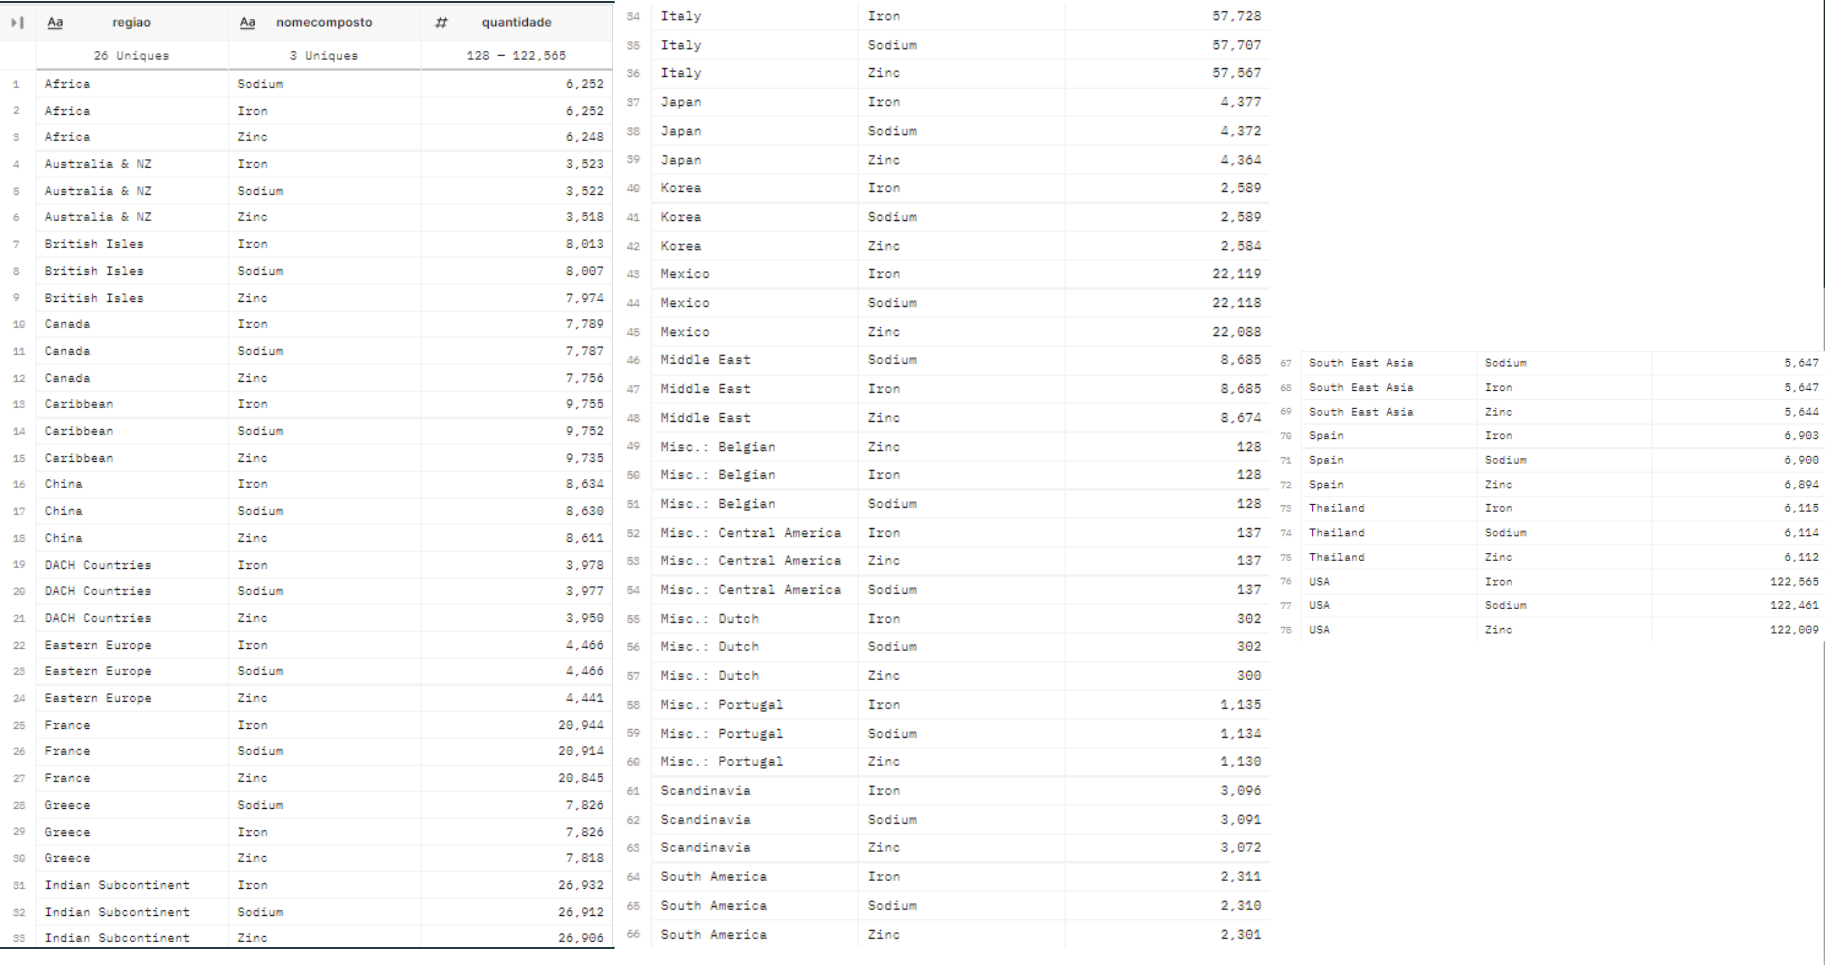 Aa regiao Aa nomecomposto # quantidade
26 Uniques 3 Uniques 128 – 122,565
1 Africa Sodium 6,252
2 Africa Iron 6,252
3 Africa Zinc 6,248
4 Australia & NZ Iron 3,523
5 Australia & NZ Sodium 3,522
6 Australia & NZ Zinc 3,518
7 British Isles Iron 8,013
8 British Isles Sodium 8,007
9 British Isles Zinc 7,974
10 Canada Iron 7,789
11 Canada Sodium 7,787
12 Canada Zinc 7,756
13 Caribbean Iron 9,755
14 Caribbean Sodium 9,752
15 Caribbean Zinc 9,735
16 China Iron 8,634
17 China Sodium 8,630
18 China Zinc 8,611
19 DACH Countries Iron 3,978
20 DACH Countries Sodium 3,977
21 DACH Countries Zinc 3,950
22 Eastern Europe Iron 4,466
23 Eastern Europe Sodium 4,466
24 Eastern Europe Zinc 4,441
25 France Iron 20,944
26 France Sodium 20,914
27 France Zinc 20,845
28 Greece Sodium 7,826
29 Greece Iron 7,826
30 Greece Zinc 7,818
31 Indian Subcontinent Iron 26,932
32 Indian Subcontinent Sodium 26,912
33 Indian Subcontinent Zinc 26,906
34 Italy Iron 57,728
35 Italy Sodium 57,707
36 Italy Zinc 57,567
37 Japan Iron 4,377
38 Japan Sodium 4,372
39 Japan Zinc 4,364
40 Korea Iron 2,589
41 Korea Sodium 2,589
42 Korea Zinc 2,584
43 Mexico Iron 22,119
44 Mexico Sodium 22,118
45 Mexico Zinc 22,088
46 Middle East Sodium 8,685
47 Middle East Iron 8,685
48 Middle East Zinc 8,674
49 Misc.: Belgian Zinc 128
50 Misc.: Belgian Iron 128
51 Misc.: Belgian Sodium 128
52 Misc.: Central America Iron 137
53 Misc.: Central America Zinc 137
54 Misc.: Central America Sodium 137
55 Misc.: Dutch Iron 302
56 Misc.: Dutch Sodium 302
57 Misc.: Dutch Zinc 300
58 Misc.: Portugal Iron 1,135
59 Misc.: Portugal Sodium 1,134
60 Misc.: Portugal Zinc 1,130
61 Scandinavia Iron 3,096
62 Scandinavia Sodium 3,091
63 Scandinavia Zinc 3,072
64 South America Iron 2,311
65 South America Sodium 2,310
66 South America Zinc 2,301
67 South East Asia Sodium 5,647
68 South East Asia Iron 5,647
69 South East Asia Zinc 5,644
70 Spain Iron 6,903
71 Spain Sodium 6,900
72 Spain Zinc 6,894
73 Thailand Iron 6,115
74 Thailand Sodium 6,114
75 Thailand Zinc 6,112
76 USA Iron 122,565
77 USA Sodium 122,461
78 USA Zinc 122,009